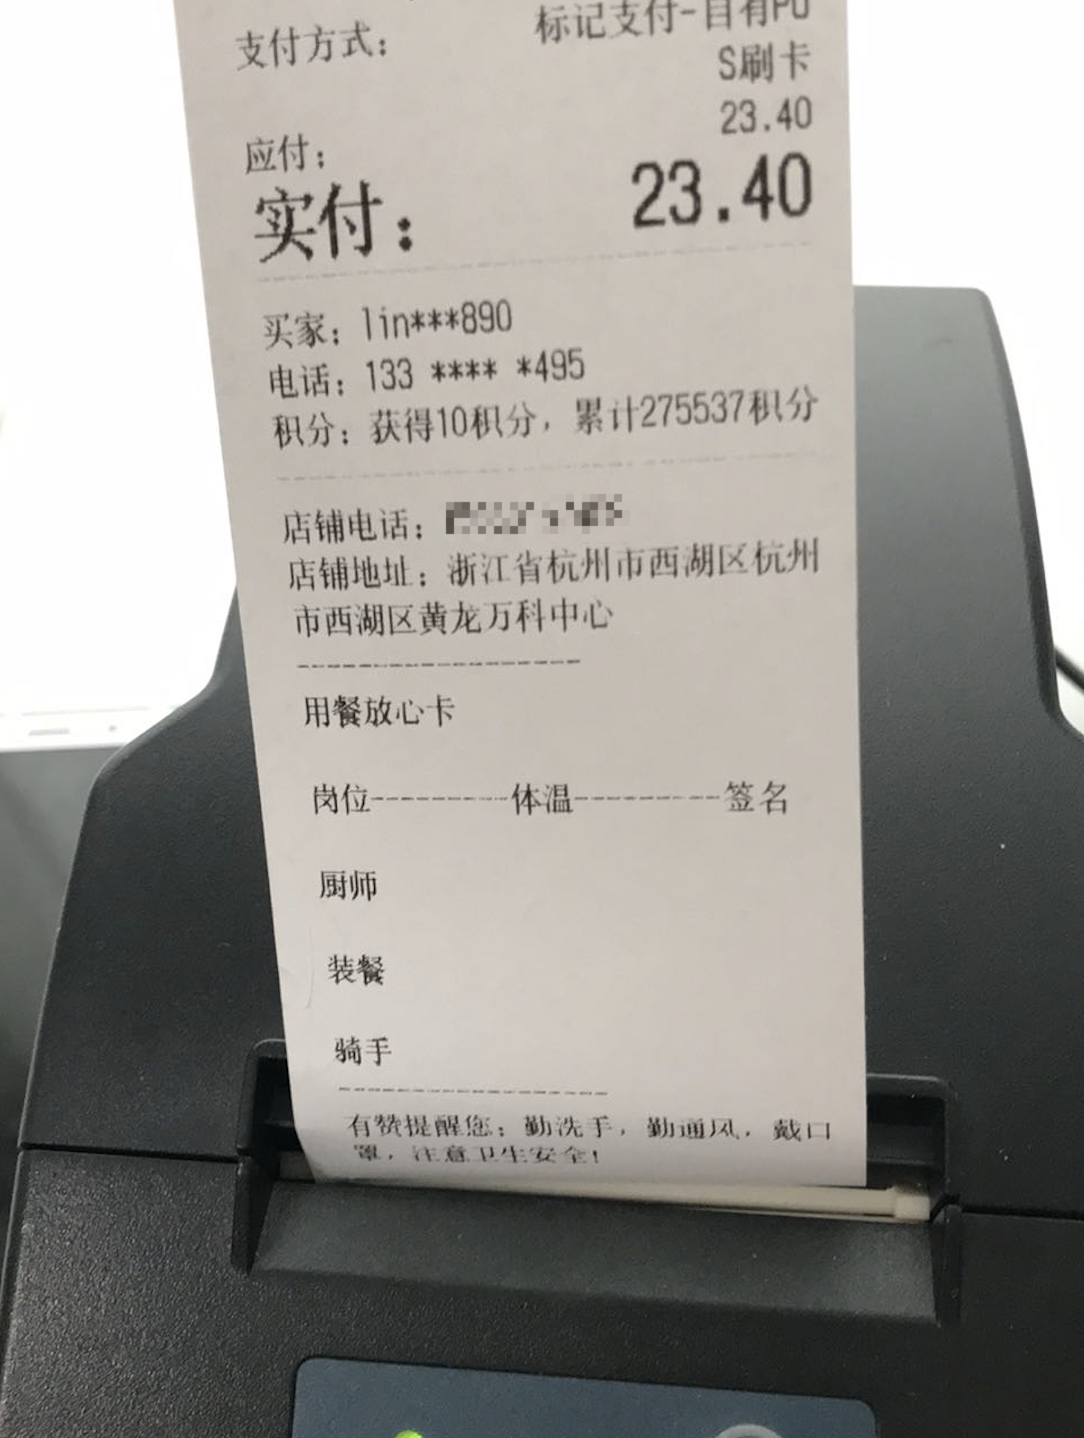 支付方式：
标记支付-自有PO
S刷卡
应付：
23.40
实付：
23.40
买家：lin***890
电话：133 **** *495
积分：获得10积分，累计275537积分
店铺电话：
店铺地址：浙江省杭州市西湖区杭州
市西湖区黄龙万科中心
---------------------
用餐放心卡
岗位----------体温----------签名
厨师
装餐
骑手
---------------------
有赞提醒您：勤洗手，勤通风，戴口
罩，注意卫生安全！